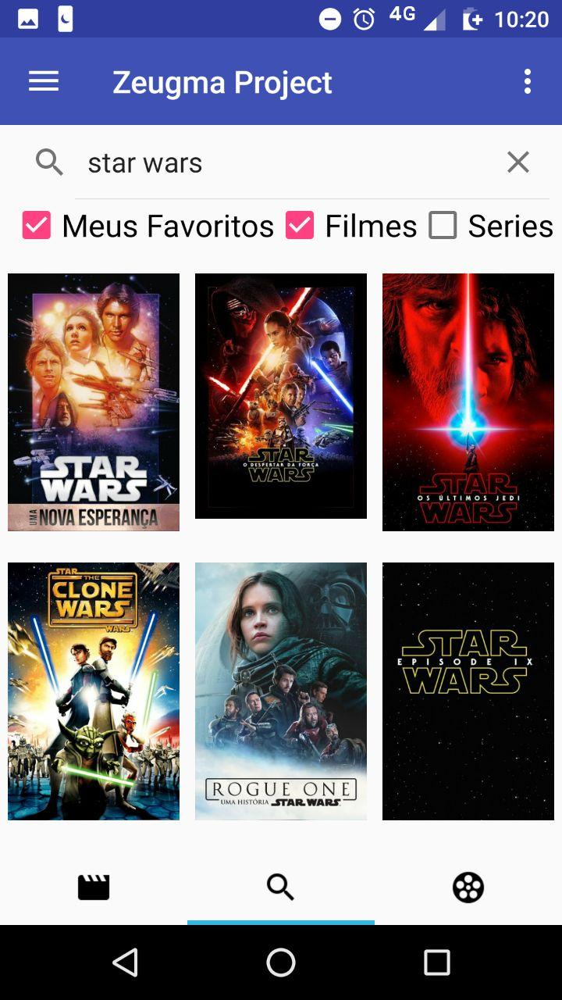 4G 10:20
Zeugma Project
star wars
Meus Favoritos Filmes Series
STAR
WARS
UMA NOVA ESPERANÇA
STAR
O DESPERTAR DA FORÇA
WARS
STAR
OS ÚLTIMOS JEDI
WARS
STAR
THE
CLONE
WARS
WARS
ROGUE ONE
UMA HISTÓRIA STAR WARS
STAR
EPISODE IX
WARS